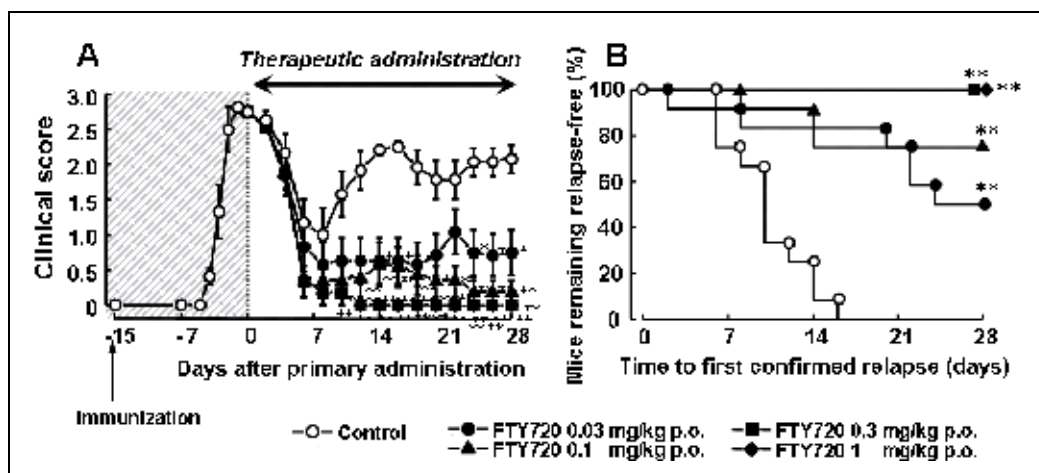 A
Therapeutic administration
Clinical score
3.0
2.5
2.0
1.5
1.0
0.5
0
-15 -7 0 7 14 21 28
Days after primary administration
Immunization
B
Mice remaining relapse-free (%)
100
80
60
40
20
0
** **
**
**
0 7 14 21 28
Time to first confirmed relapse (days)
Control
FTY720 0.03 mg/kg p.o.
FTY720 0.1 mg/kg p.o.
FTY720 0.3 mg/kg p.o.
FTY720 1 mg/kg p.o.